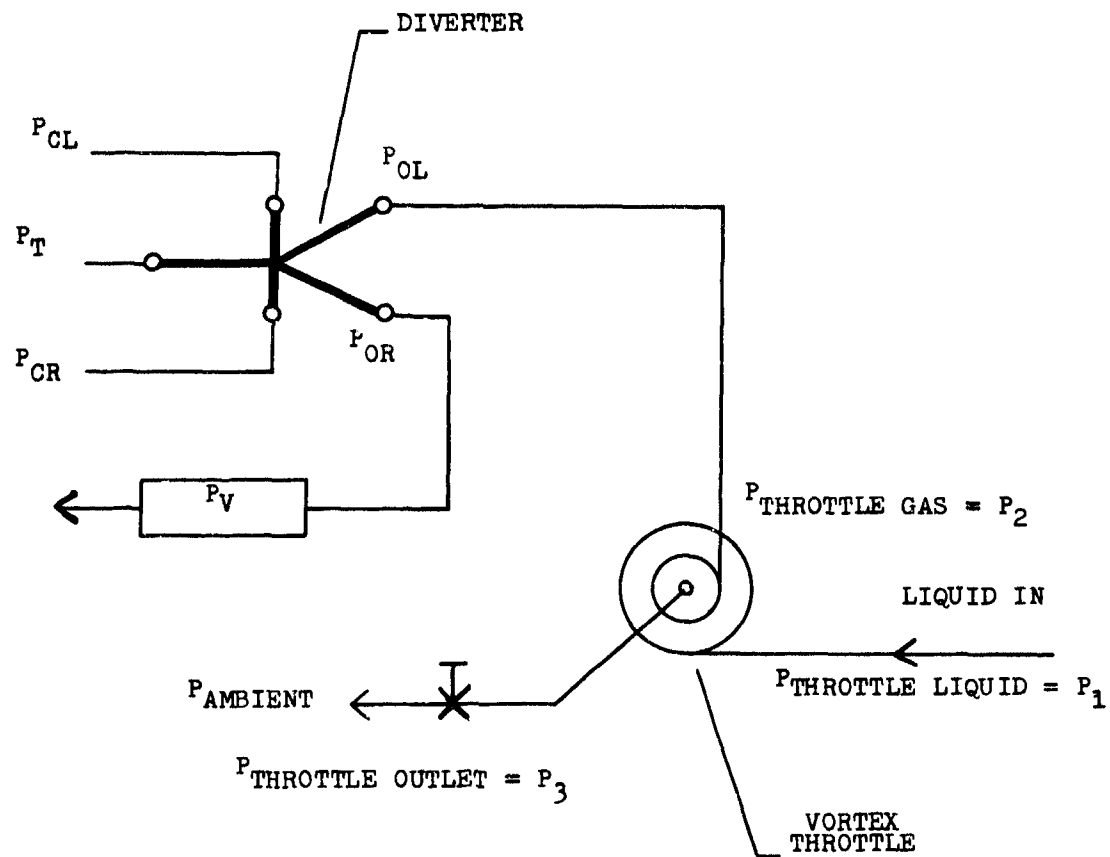 DIVERTER
P_CL
P_OL
P_T
P_OR
P_CR
P_V
P_THROTTLE GAS = P_2
LIQUID IN
P_THROTTLE LIQUID = P_1
P_AMBIENT
P_THROTTLE OUTLET = P_3
VORTEX
THROTTLE